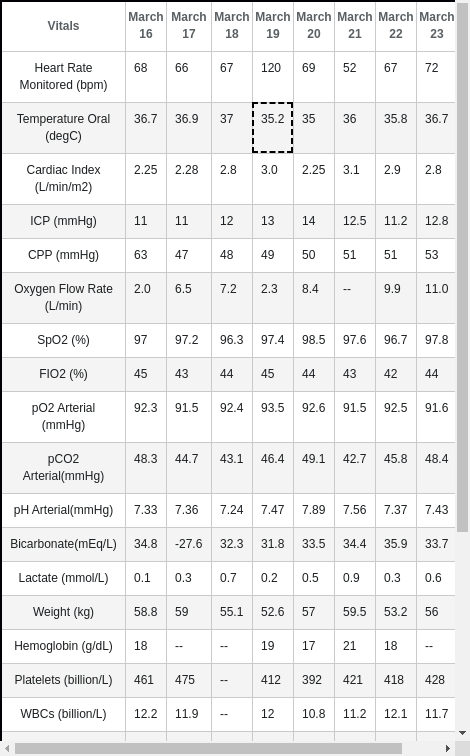 Vitals March 16 March 17 March 18 March 19 March 20 March 21 March 22 March 23
Heart Rate Monitored (bpm) 68 66 67 120 69 52 67 72
Temperature Oral (degC) 36.7 36.9 37 35.2 35 36 35.8 36.7
Cardiac Index (L/min/m2) 2.25 2.28 2.8 3.0 2.25 3.1 2.9 2.8
ICP (mmHg) 11 11 12 13 14 12.5 11.2 12.8
CPP (mmHg) 63 47 48 49 50 51 51 53
Oxygen Flow Rate (L/min) 2.0 6.5 7.2 2.3 8.4 -- 9.9 11.0
SpO2 (%) 97 97.2 96.3 97.4 98.5 97.6 96.7 97.8
FIO2 (%) 45 43 44 45 44 43 42 44
pO2 Arterial (mmHg) 92.3 91.5 92.4 93.5 92.6 91.5 92.5 91.6
pCO2 Arterial(mmHg) 48.3 44.7 43.1 46.4 49.1 42.7 45.8 48.4
pH Arterial(mmHg) 7.33 7.36 7.24 7.47 7.89 7.56 7.37 7.43
Bicarbonate(mEq/L) 34.8 -27.6 32.3 31.8 33.5 34.4 35.9 33.7
Lactate (mmol/L) 0.1 0.3 0.7 0.2 0.5 0.9 0.3 0.6
Weight (kg) 58.8 59 55.1 52.6 57 59.5 53.2 56
Hemoglobin (g/dL) 18 -- -- 19 17 21 18 --
Platelets (billion/L) 461 475 -- 412 392 421 418 428
WBCs (billion/L) 12.2 11.9 -- 12 10.8 11.2 12.1 11.7